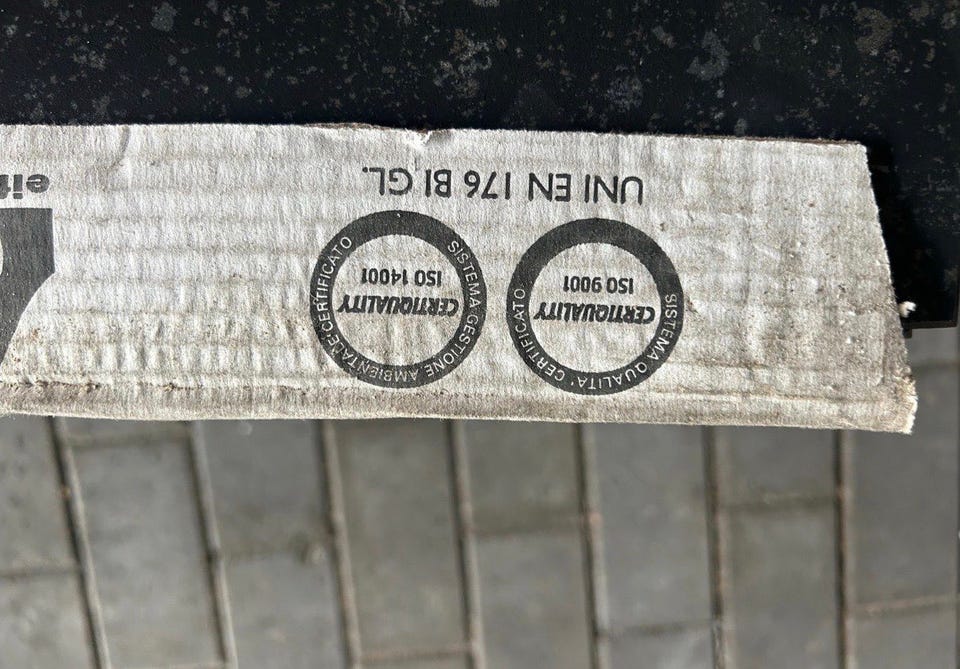 SISTEMA QUALITA' CERTIFICATO
CERTIQUALITY
ISO 9001
SISTEMA GESTIONE AMBIENTALE CERTIFICATO
CERTIQUALITY
ISO 14001
UNI EN 176 BI GL.